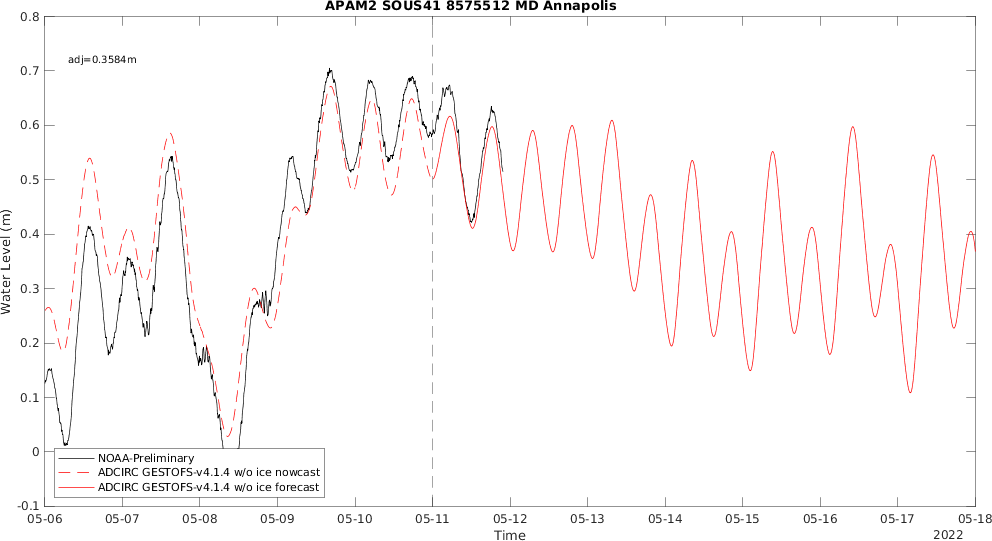 APAM2 SOUS41 8575512 MD Annapolis
adj=0.3584m
Water Level (m)
0.8
0.7
0.6
0.5
0.4
0.3
0.2
0.1
0
-0.1
NOAA-Preliminary
ADCIRC GESTOFS-v4.1.4 w/o ice nowcast
ADCIRC GESTOFS-v4.1.4 w/o ice forecast
05-06 05-07 05-08 05-09 05-10 05-11 05-12 05-13 05-14 05-15 05-16 05-17 05-18
Time
2022